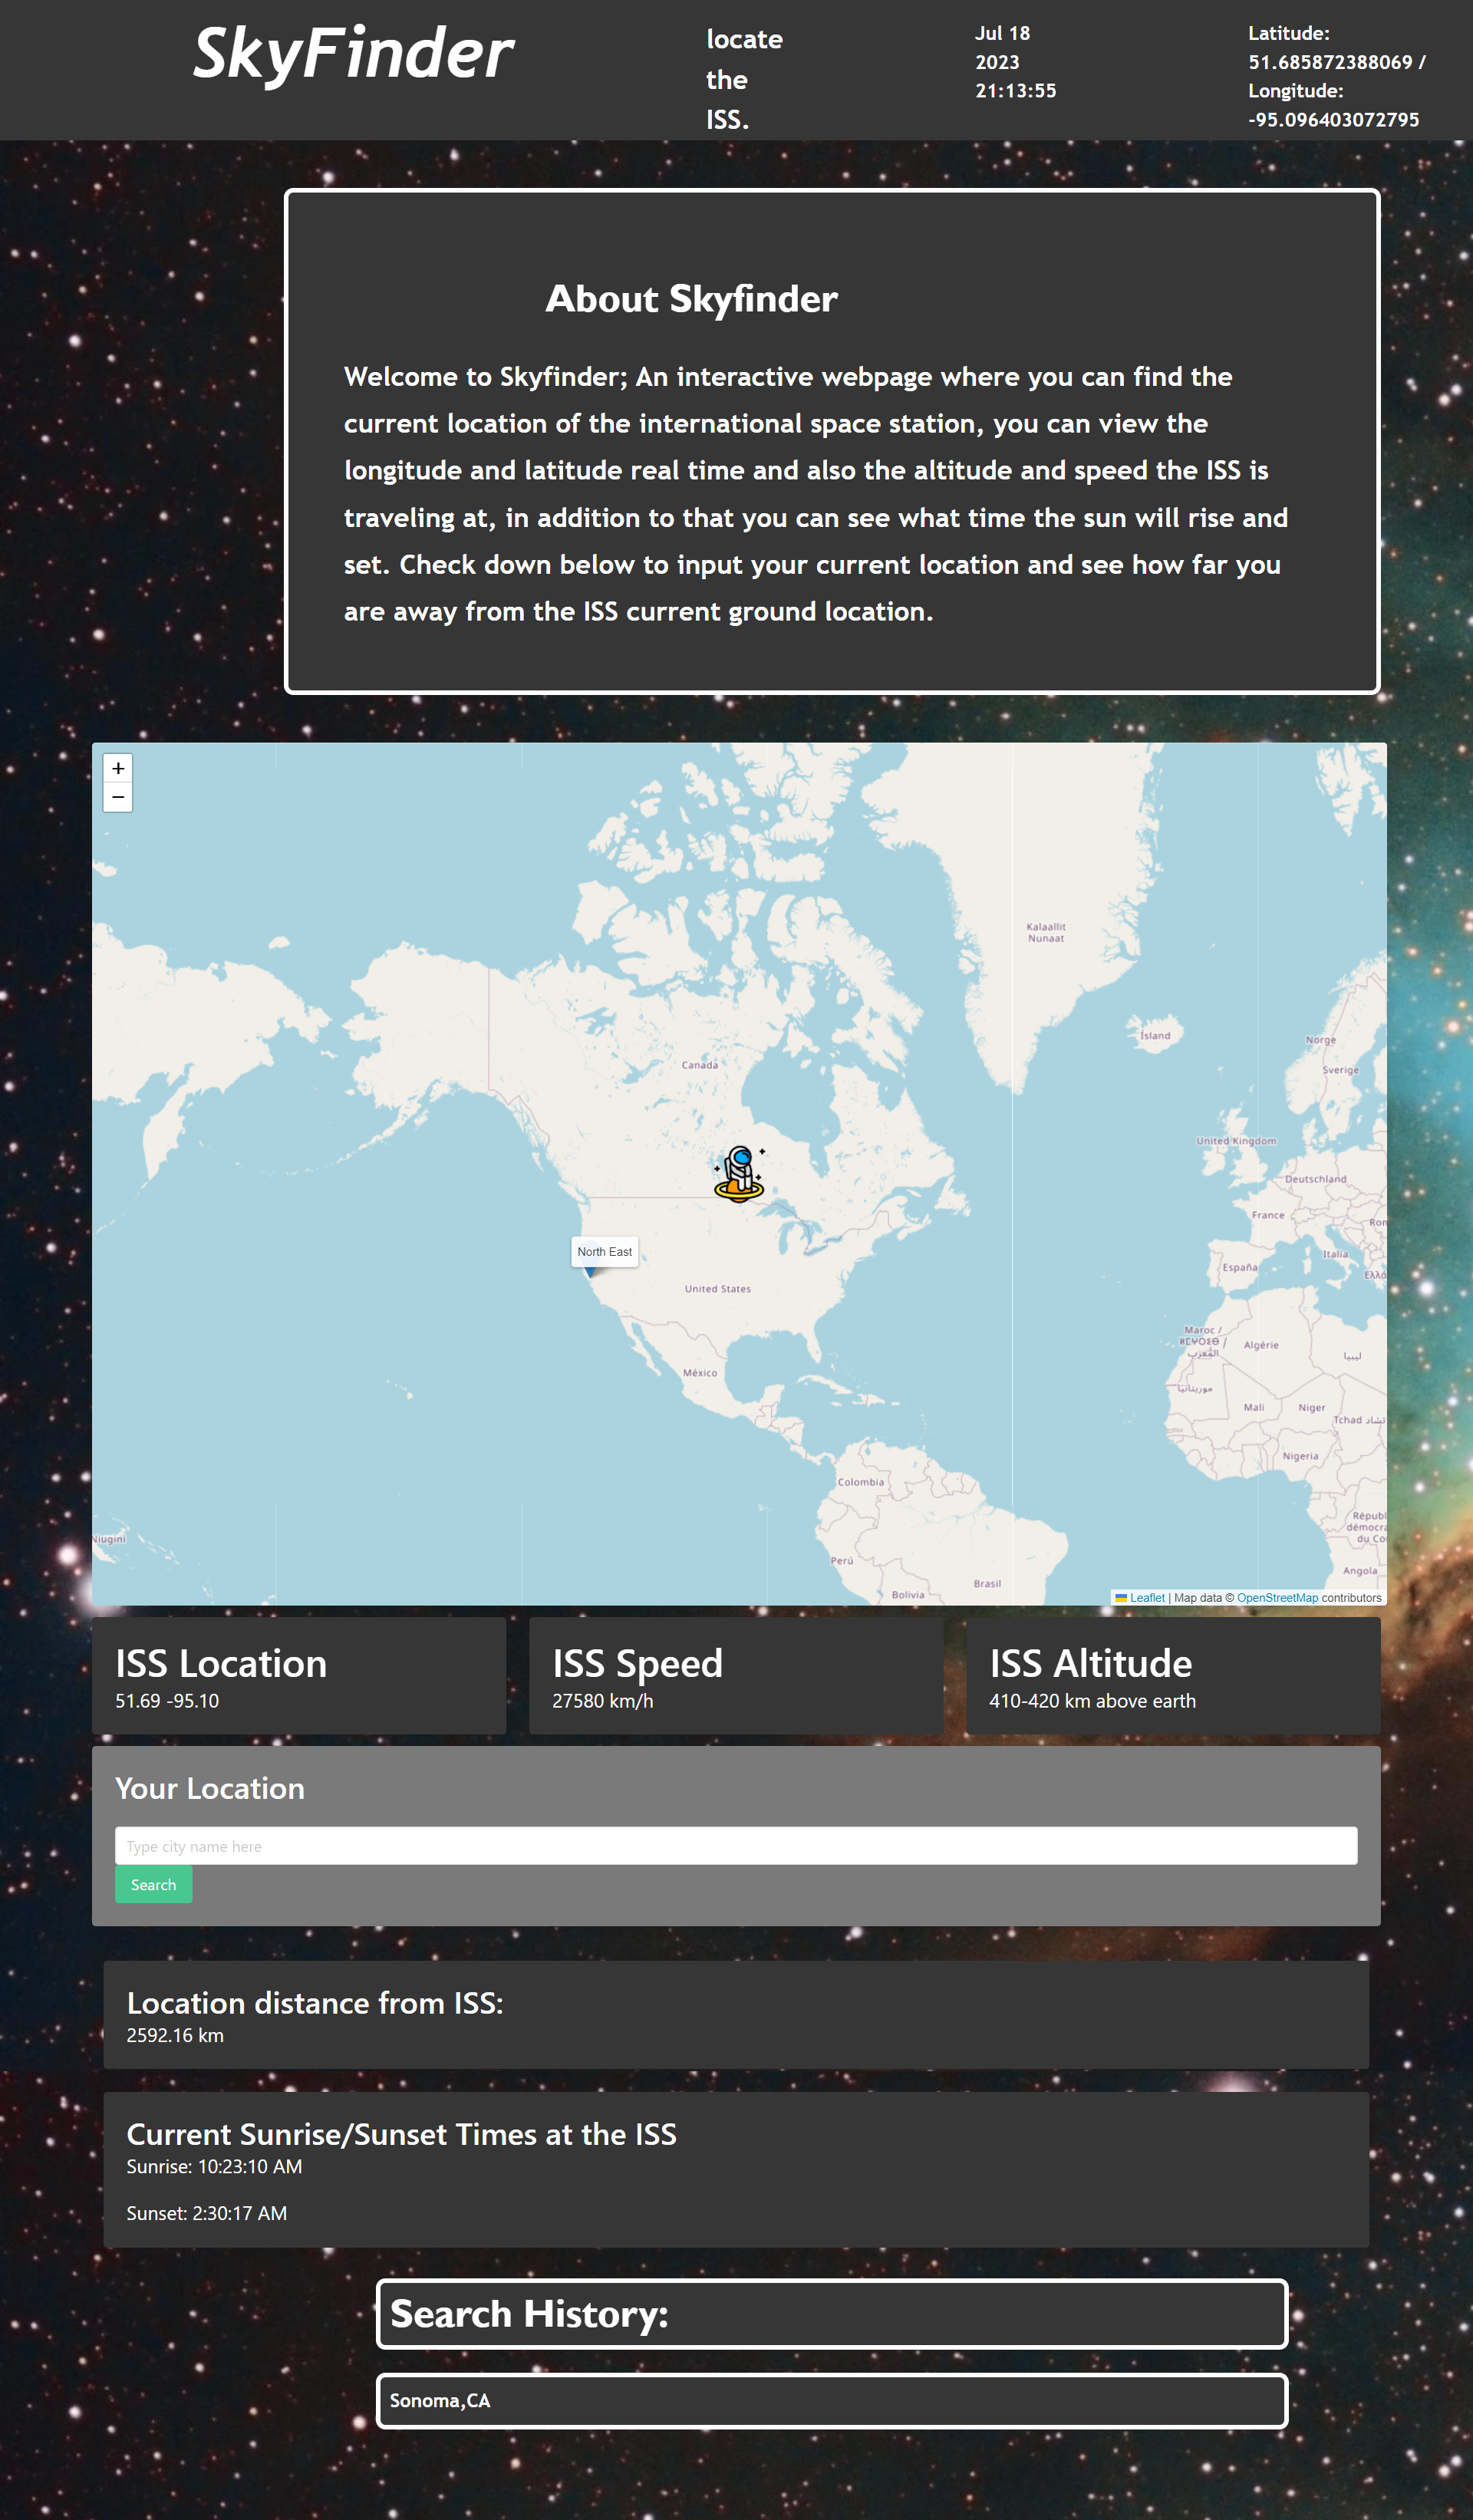 SkyFinder
locate
the
ISS.
Jul 18
2023
21:13:55
Latitude:
51.685872388069 /
Longitude:
-95.096403072795
About Skyfinder
Welcome to Skyfinder; An interactive webpage where you can find the
current location of the international space station, you can view the
longitude and latitude real time and also the altitude and speed the ISS is
traveling at, in addition to that you can see what time the sun will rise and
set. Check down below to input your current location and see how far you
are away from the ISS current ground location.
+
−
Kalaallit
Nunaat
Ísland
Norge
Sverige
Canada
United Kingdom
Deutschland
France
North East
Italia
España
United States
Maroc /
ⵍⵎⵖⵔⵉⴱ /
المغرب
Algérie
ليبيا
México
موريتانيا
Mali
Niger
Tchad تشاد
Nigeria
Colombia
Niugini
Perú
Angola
Brasil
Bolivia
Leaflet | Map data © OpenStreetMap contributors
ISS Location
51.69 -95.10
ISS Speed
27580 km/h
ISS Altitude
410-420 km above earth
Your Location
Type city name here
Search
Location distance from ISS:
2592.16 km
Current Sunrise/Sunset Times at the ISS
Sunrise: 10:23:10 AM
Sunset: 2:30:17 AM
Search History:
Sonoma,CA